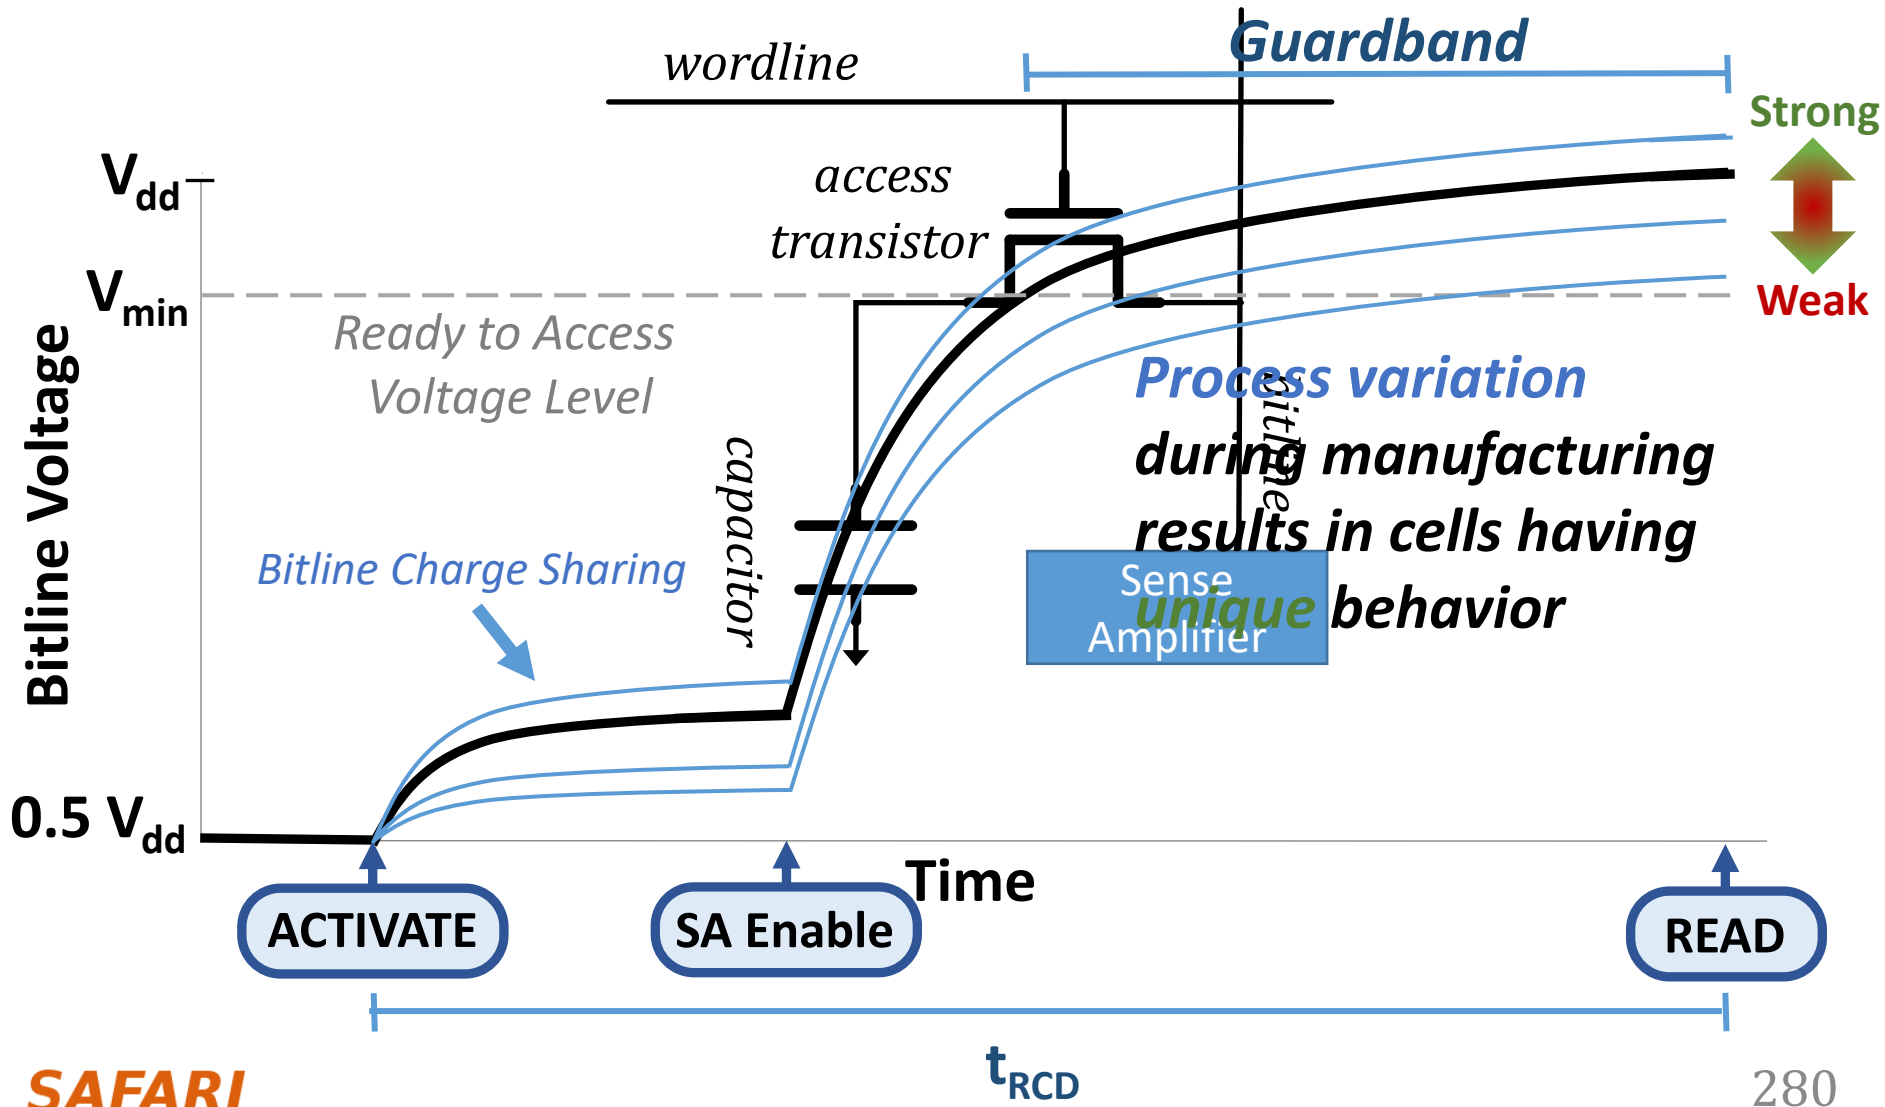 Guardband
wordline
Strong
access
transistor
Vdd
Vmin
Weak
Ready to Access
Voltage Level
Bitline Voltage
capacitor
bitline
Process variation
during manufacturing
results in cells having
unique behavior
Bitline Charge Sharing
Sense
Amplifier
0.5 Vdd
Time
ACTIVATE
SA Enable
READ
tRCD
SAFARI
280